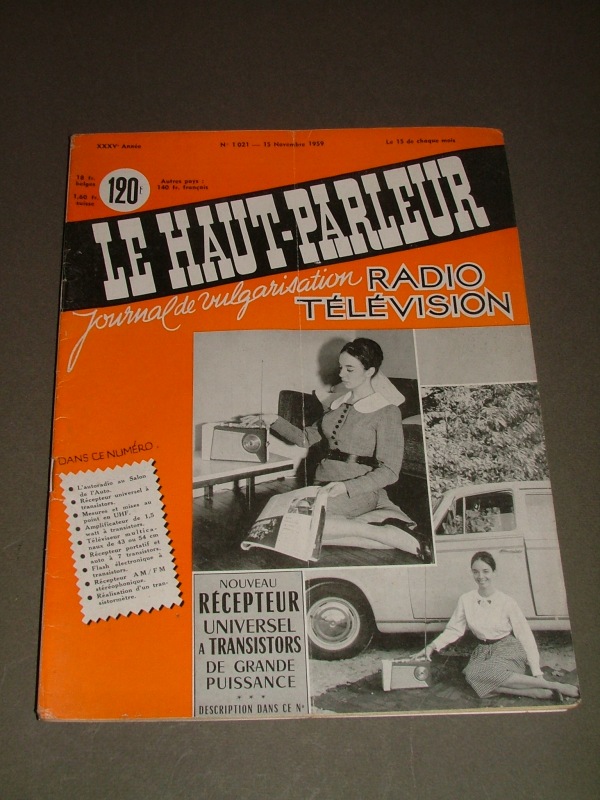 XXXVe Année
N° 1 021 — 15 Novembre 1959
Le 15 de chaque mois
18 fr. belges
1,60 fr. suisse
120f
Autres pays :
140 fr. français
LE HAUT-PARLEUR
Journal de vulgarisation RADIO
TÉLÉVISION
DANS CE NUMÉRO
● L'autoradio au Salon
de l'Auto.
● Récepteur universel à
transistors.
● Mesures et mises au
point en UHF.
● Amplificateur de 1,5
watt à transistors.
● Téléviseur multica-
naux de 43 ou 54 cm
● Récepteur portatif et
auto à 7 transistors.
● Flash électronique à
transistors.
● Récepteur AM/FM
stéréophonique.
● Réalisation d'un tran-
sistormètre.
NOUVEAU
RÉCEPTEUR
UNIVERSEL
A TRANSISTORS
DE GRANDE
PUISSANCE
* * *
DESCRIPTION DANS CE N°